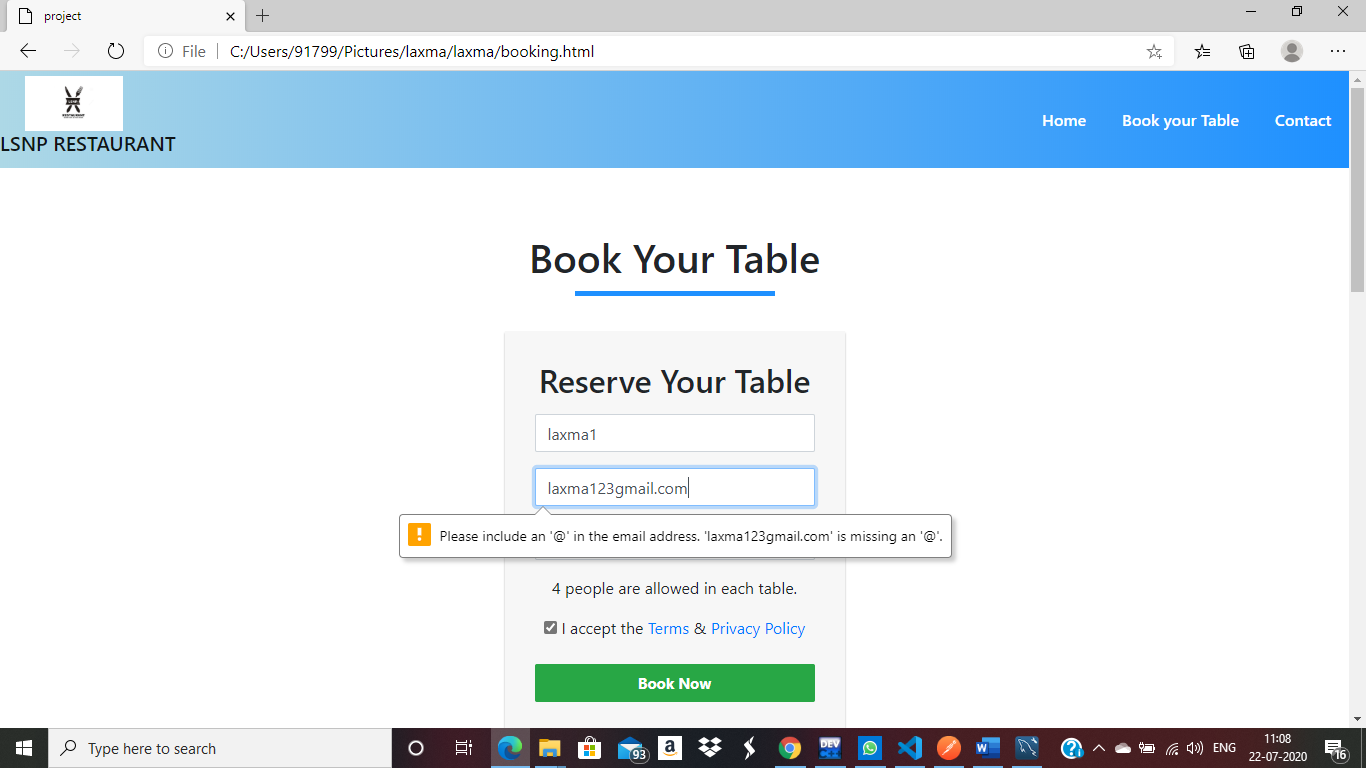 project
File
C:/Users/91799/Pictures/laxma/laxma/booking.html
RESTAURANT
LSNP RESTAURANT
Home
Book your Table
Contact
Book Your Table
Reserve Your Table
laxma1
laxma123gmail.com
Please include an '@' in the email address. 'laxma123gmail.com' is missing an '@'.
4 people are allowed in each table.
I accept the Terms & Privacy Policy
Book Now
Type here to search
93
a
DEV
ENG
11:08
22-07-2020
16